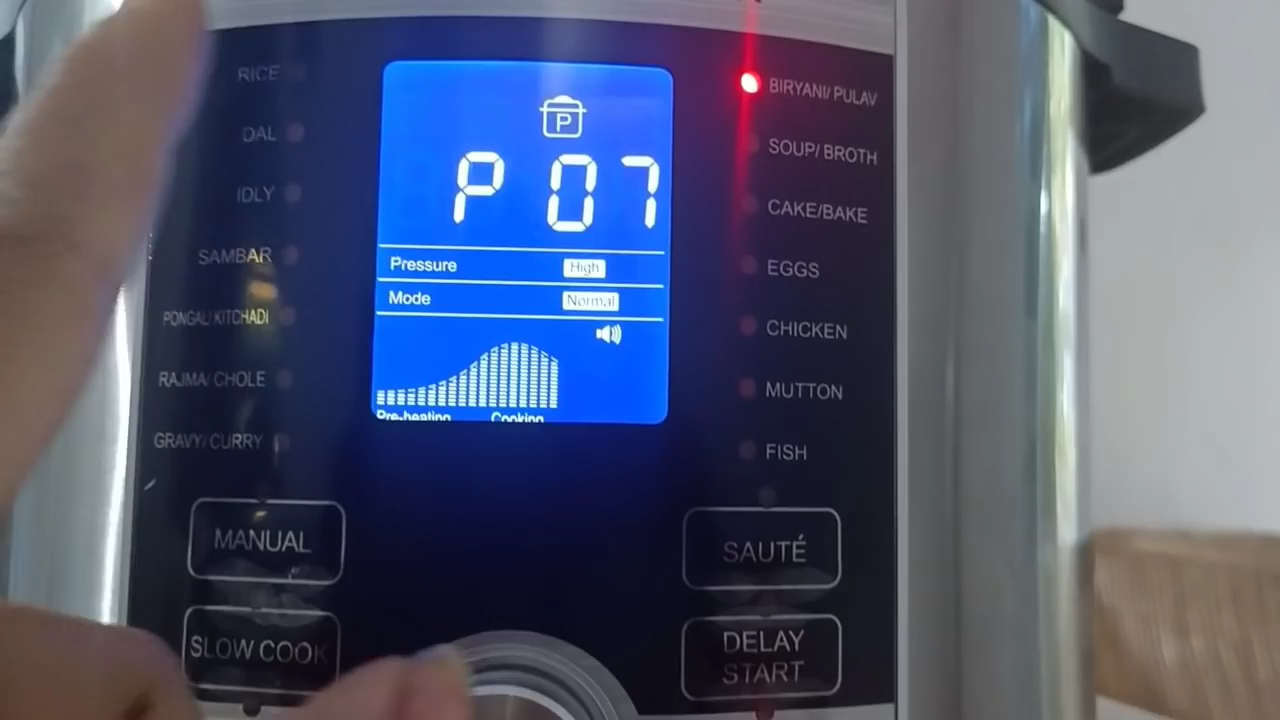 RICE
DAL
IDLY
SAMBAR
PONGAL/ KITCHADI
RAJMA/ CHOLE
GRAVY/ CURRY
MANUAL
SLOW COOK
P
P 07
Pressure High
Mode Normal
Pre-heating Cooking
BIRYANI/ PULAV
SOUP/ BROTH
CAKE/BAKE
EGGS
CHICKEN
MUTTON
FISH
SAUTÉ
DELAY
START